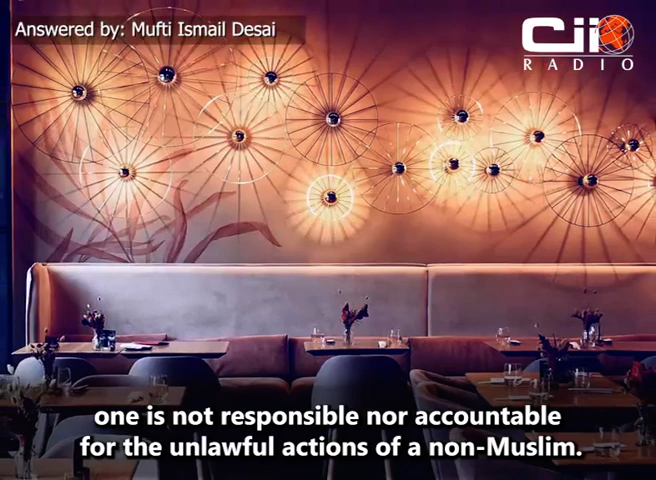 Answered by: Mufti Ismail Desai
Cii
RADIO
one is not responsible nor accountable
for the unlawful actions of a non-Muslim.